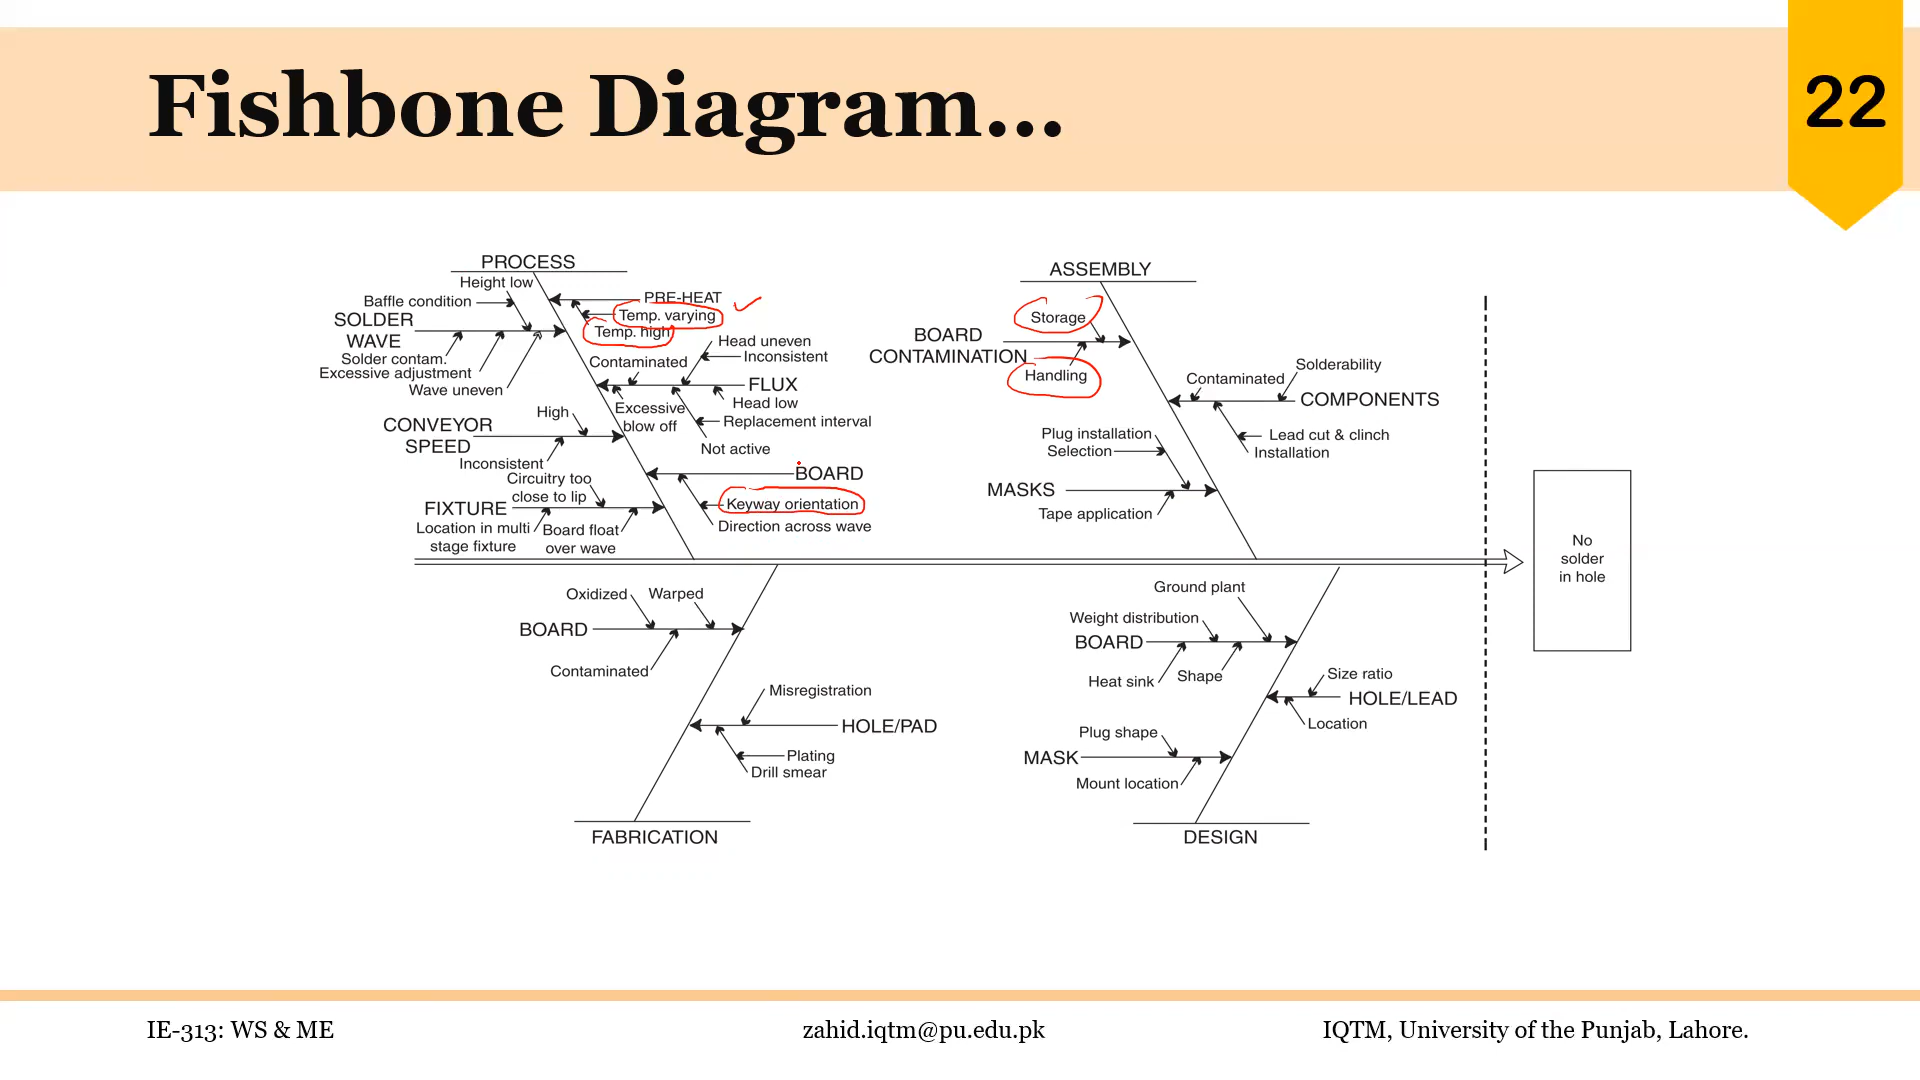 Fishbone Diagram...
22
PROCESS
Height low
Baffle condition
SOLDER
WAVE
Solder contam.
Excessive adjustment
Wave uneven
PRE-HEAT
Temp. varying
Temp. high
Head uneven
Inconsistent
Contaminated
FLUX
Head low
Excessive
blow off
Replacement interval
Not active
High
CONVEYOR
SPEED
Inconsistent
BOARD
Keyway orientation
Direction across wave
Circuitry too
close to lip
FIXTURE
Location in multi
stage fixture
Board float
over wave
ASSEMBLY
Storage
BOARD
CONTAMINATION
Handling
Solderability
Contaminated
COMPONENTS
Lead cut & clinch
Installation
Plug installation
Selection
MASKS
Tape application
No
solder
in hole
Oxidized
Warped
BOARD
Contaminated
Misregistration
HOLE/PAD
Plating
Drill smear
FABRICATION
Ground plant
Weight distribution
BOARD
Heat sink
Shape
Size ratio
HOLE/LEAD
Location
Plug shape
MASK
Mount location
DESIGN
IE-313: WS & ME
zahid.iqtm@pu.edu.pk
IQTM, University of the Punjab, Lahore.